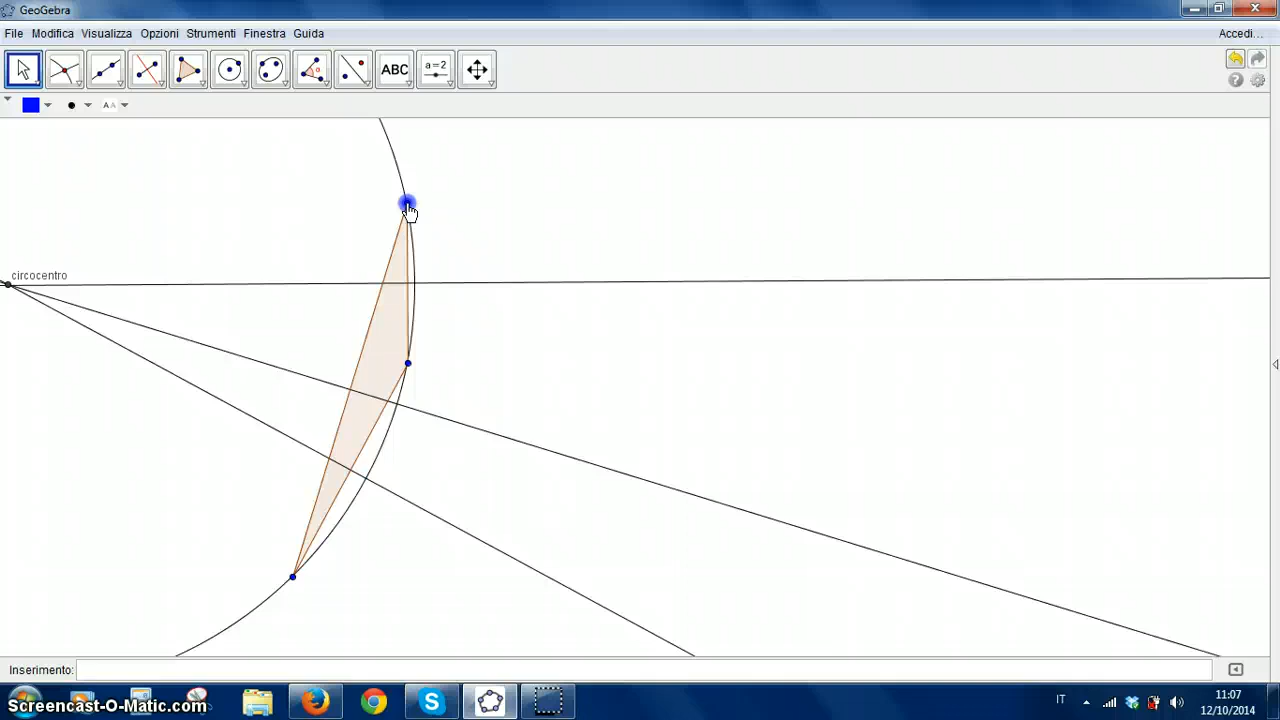 GeoGebra
File Modifica Visualizza Opzioni Strumenti Finestra Guida Accedi...
ABC a=2
A A
circocentro
Inserimento:
IT 11:07
12/10/2014
Screencast-O-Matic.com